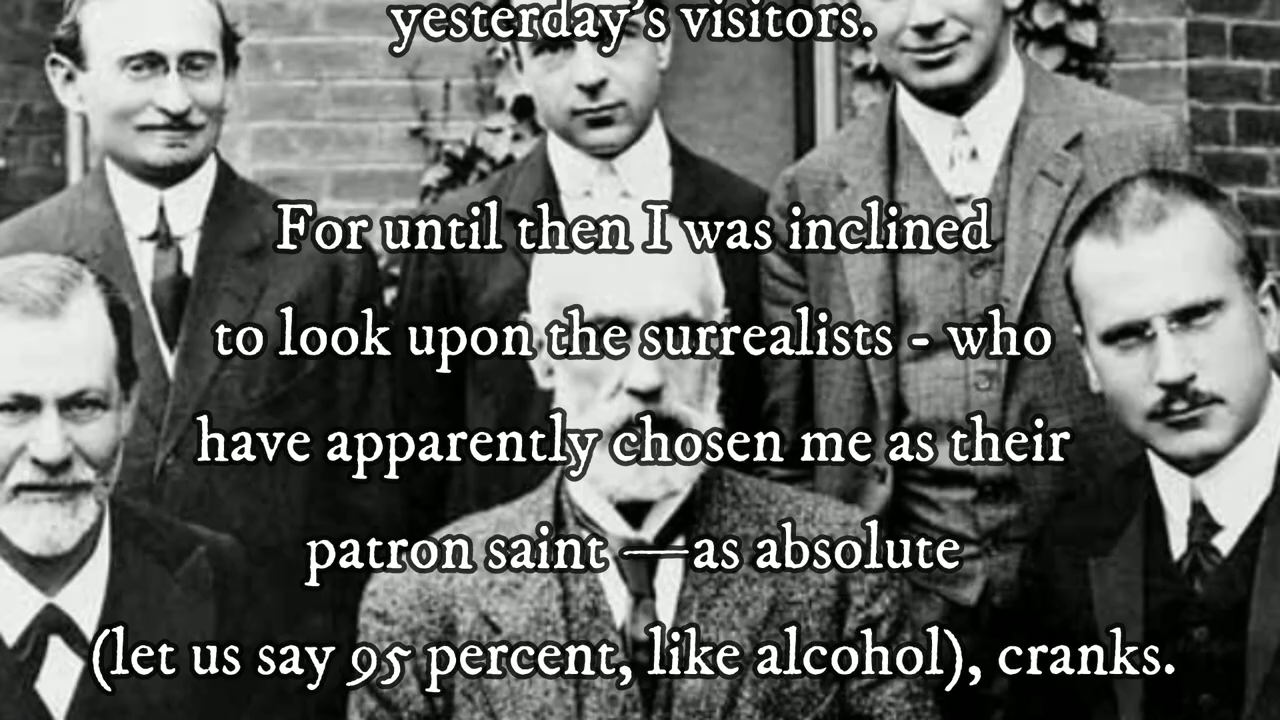 yesterday's visitors.
For until then I was inclined
to look upon the surrealists - who
have apparently chosen me as their
patron saint —as absolute
(let us say 95 percent, like alcohol), cranks.